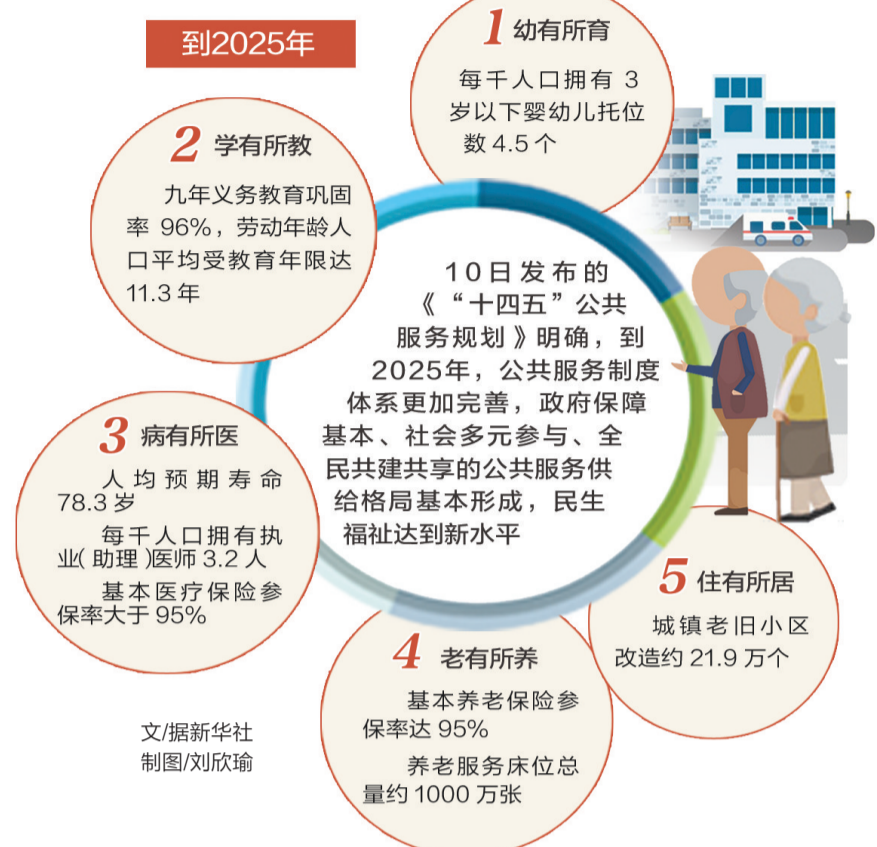 到2025年
1 幼有所育
每千人口拥有 3
岁以下婴幼儿托位
数 4.5 个
2 学有所教
九年义务教育巩固
率 96%，劳动年龄人
口平均受教育年限达
11.3 年
10日发布的
《“十四五”公共
服务规划》明确，到
2025年，公共服务制度
体系更加完善，政府保障
基本、社会多元参与、全
民共建共享的公共服务供
给格局基本形成，民生
福祉达到新水平
3 病有所医
人均预期寿命
78.3 岁
每千人口拥有执
业(助理)医师 3.2 人
基本医疗保险参
保率大于 95%
4 老有所养
基本养老保险参
保率达 95%
养老服务床位总
量约 1000 万张
5 住有所居
城镇老旧小区
改造约 21.9 万个
文/据新华社
制图/刘欣瑜